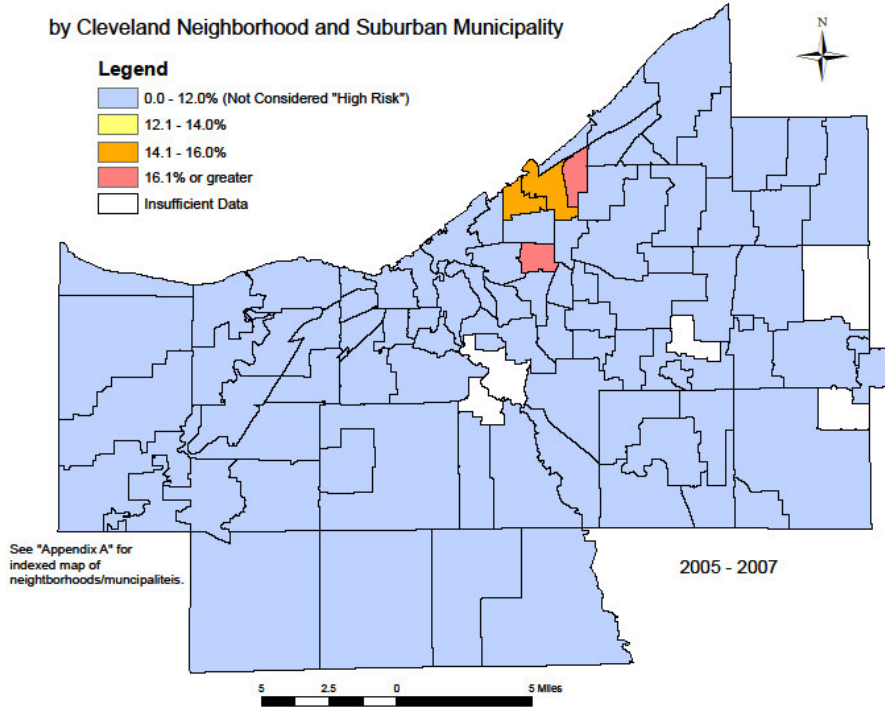 by Cleveland Neighborhood and Suburban Municipality
N
Legend
0.0 - 12.0% (Not Considered "High Risk")
12.1 - 14.0%
14.1 - 16.0%
16.1% or greater
Insufficient Data
See "Appendix A" for
indexed map of
neightborhoods/muncipaliteis.
2005 - 2007
5 2.5 0 5 Miles